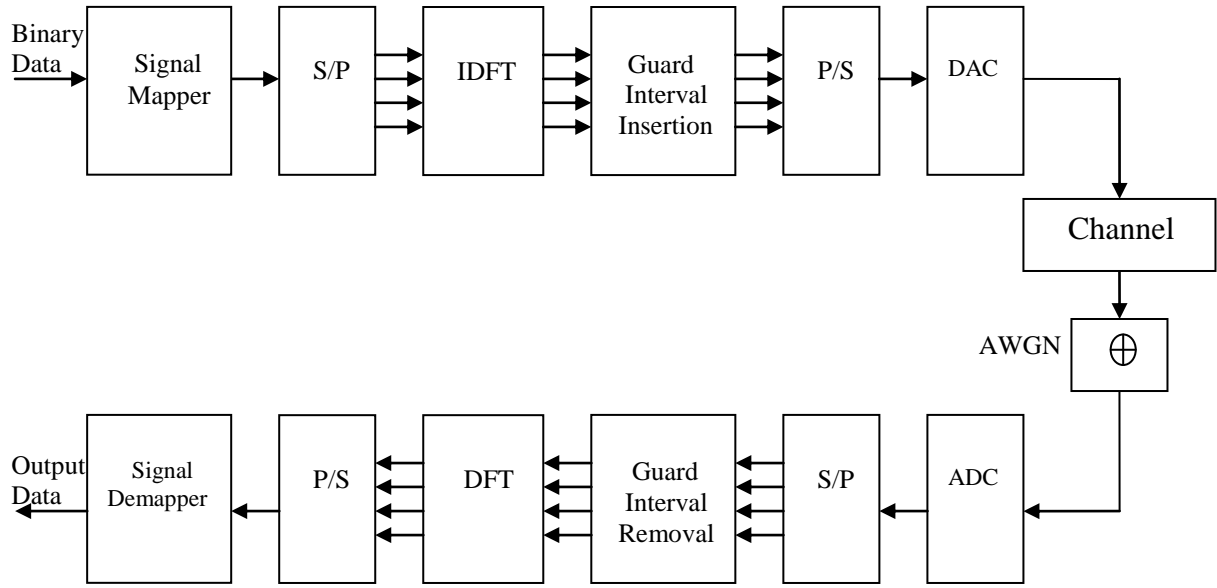 Binary
Data
Signal
Mapper
S/P
IDFT
Guard
Interval
Insertion
P/S
DAC
Channel
AWGN
Output
Data
Signal
Demapper
P/S
DFT
Guard
Interval
Removal
S/P
ADC